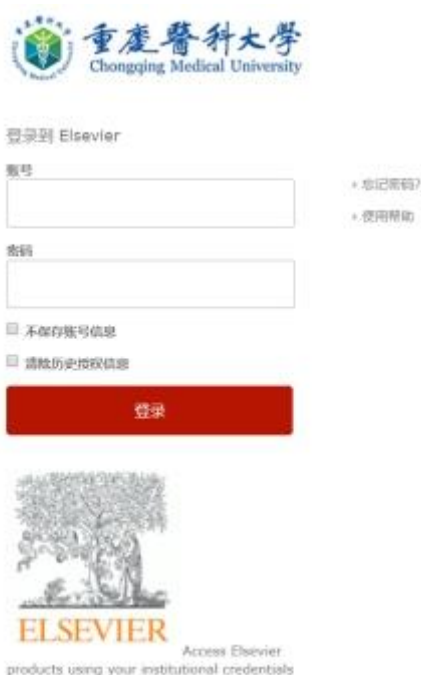 重慶醫科大學
Chongqing Medical University
登录到 Elsevier
账号
忘记密码?
使用帮助
密码
不保存账号信息
清除历史授权信息
登录
ELSEVIER
Access Elsevier
products using your institutional credentials